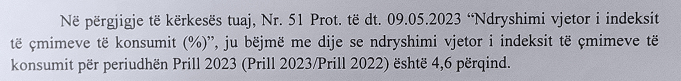 Në përgjigje të kërkesës tuaj, Nr. 51 Prot. të dt. 09.05.2023 “Ndryshimi vjetor i indeksit
të çmimeve të konsumit (%)”, ju bëjmë me dije se ndryshimi vjetor i indeksit të çmimeve të
konsumit për periudhën Prill 2023 (Prill 2023/Prill 2022) është 4,6 përqind.